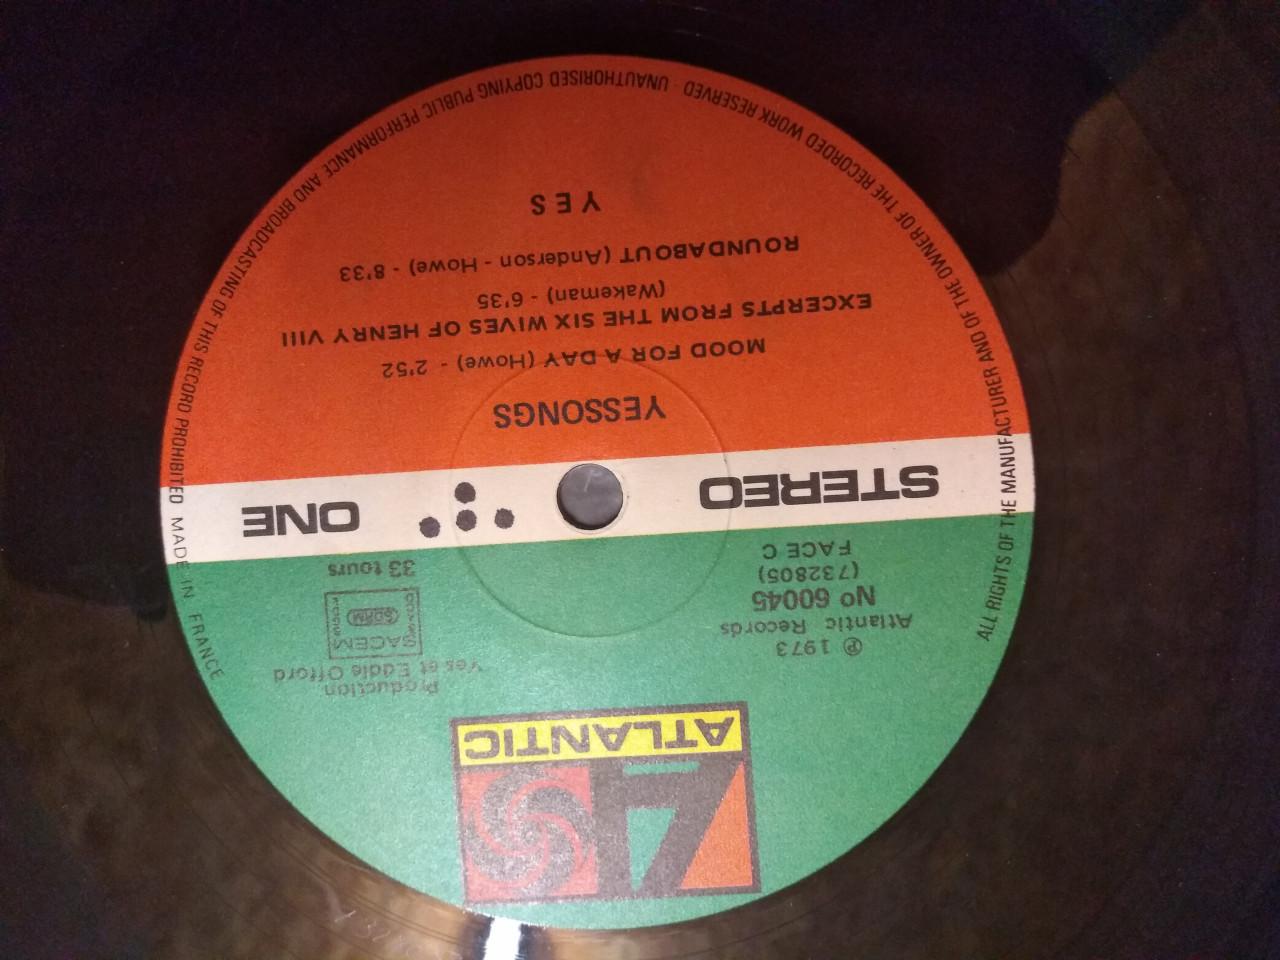 ATLANTIC
℗ 1973
Atlantic Records
No 60045
(732805)
FACE C
Production
Yes et Eddie Offord
SACEM
SDRM
33 tours
STEREO
ONE
YESSONGS
MOOD FOR A DAY (Howe) - 2'52
EXCERPTS FROM THE SIX WIVES OF HENRY VIII
(Wakeman) - 6'35
ROUNDABOUT (Anderson - Howe) - 8'33
YES
ALL RIGHTS OF THE MANUFACTURER AND OF THE OWNER OF THE RECORDED WORK RESERVED - UNAUTHORISED COPYING PUBLIC PERFORMANCE AND BROADCASTING OF THIS RECORD PROHIBITED MADE IN FRANCE